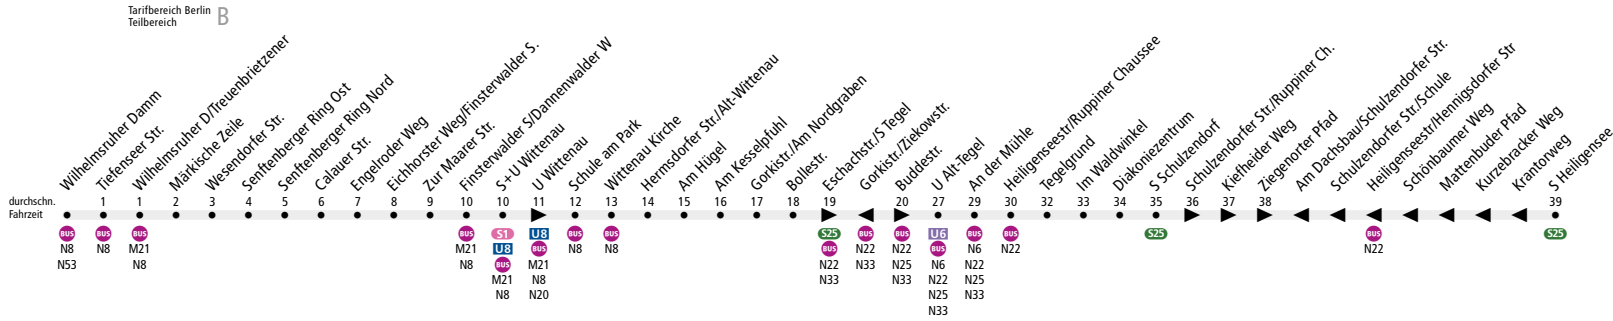 Tarifbereich Berlin
Teilbereich
B
Wilhelmsruher Damm
Tiefenseer Str.
Wilhelmsruher D/Treuenbrietzener
Märkische Zeile
Wesendorfer Str.
Senftenberger Ring Ost
Senftenberger Ring Nord
Calauer Str.
Engelroder Weg
Eichhorster Weg/Finsterwalder S.
Zur Maarer Str.
Finsterwalder S/Dannenwalder W
S+U Wittenau
U Wittenau
Schule am Park
Wittenau Kirche
Hermsdorfer Str./Alt-Wittenau
Am Hügel
Am Kesselpfuhl
Gorkistr./Am Nordgraben
Bollestr.
Eschachstr./S Tegel
Gorkistr./Ziekowstr.
Buddestr.
U Alt-Tegel
An der Mühle
Heiligenseestr/Ruppiner Chaussee
Tegelgrund
Im Waldwinkel
Diakoniezentrum
S Schulzendorf
Schulzendorfer Str./Ruppiner Ch.
Kiefheider Weg
Ziegenorter Pfad
Am Dachsbau/Schulzendorfer Str.
Schulzendorfer Str./Schule
Heiligenseestr/Hennigsdorfer Str
Schönbaumer Weg
Mattenbuder Pfad
Kurzebracker Weg
Krantorweg
S Heiligensee
durchschn. 1 1 2 3 4 5 6 7 8 9 10 10 11 12 13 14 15 16 17 18 19 20 27 29 30 32 33 34 35 36 37 38 39
Fahrzeit
BUS BUS BUS BUS S1 U8 BUS BUS S25 BUS BUS U6 BUS BUS S25 BUS S25
N8 N8 M21 M21 U8 BUS N8 N8 BUS N22 N22 BUS N6 N22 N22
N53 N8 N8 BUS M21 N22 N33 N25 N6 N22
M21 N8 N33 N33 N22 N25
N8 N20 N25 N33
N33